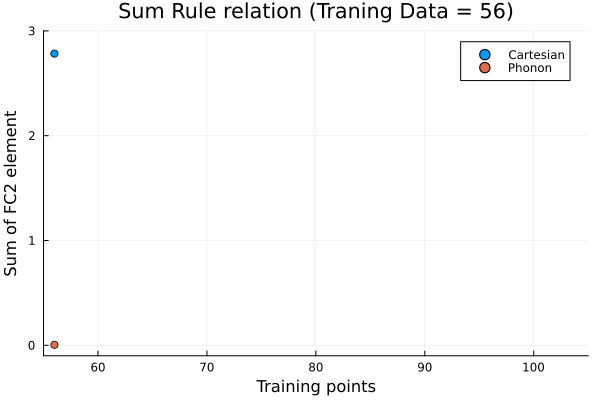 Sum Rule relation (Traning Data = 56)
Cartesian
Phonon
Sum of FC2 element
3
2
1
0
60 70 80 90 100
Training points